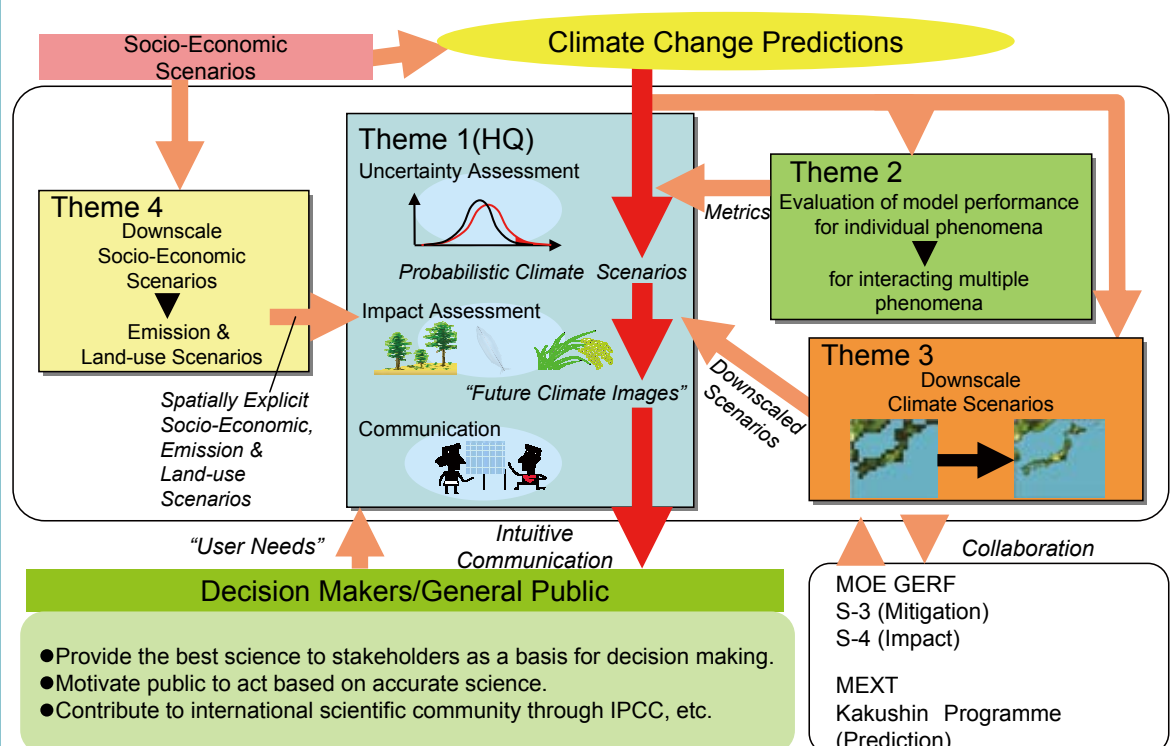 Socio-Economic
Scenarios
Climate Change Predictions
Theme 1(HQ)
Uncertainty Assessment
Probabilistic Climate Scenarios
Impact Assessment
“Future Climate Images”
Communication
Theme 2
Evaluation of model performance
for individual phenomena
for interacting multiple
phenomena
Metrics
Theme 4
Downscale
Socio-Economic
Scenarios
Emission &
Land-use Scenarios
Spatially Explicit
Socio-Economic,
Emission &
Land-use
Scenarios
Theme 3
Downscale
Climate Scenarios
Downscaled
Scenarios
“User Needs”
Intuitive
Communication
Collaboration
Decision Makers/General Public
●Provide the best science to stakeholders as a basis for decision making.
●Motivate public to act based on accurate science.
●Contribute to international scientific community through IPCC, etc.
MOE GERF
S-3 (Mitigation)
S-4 (Impact)
MEXT
Kakushin Programme
(Prediction)